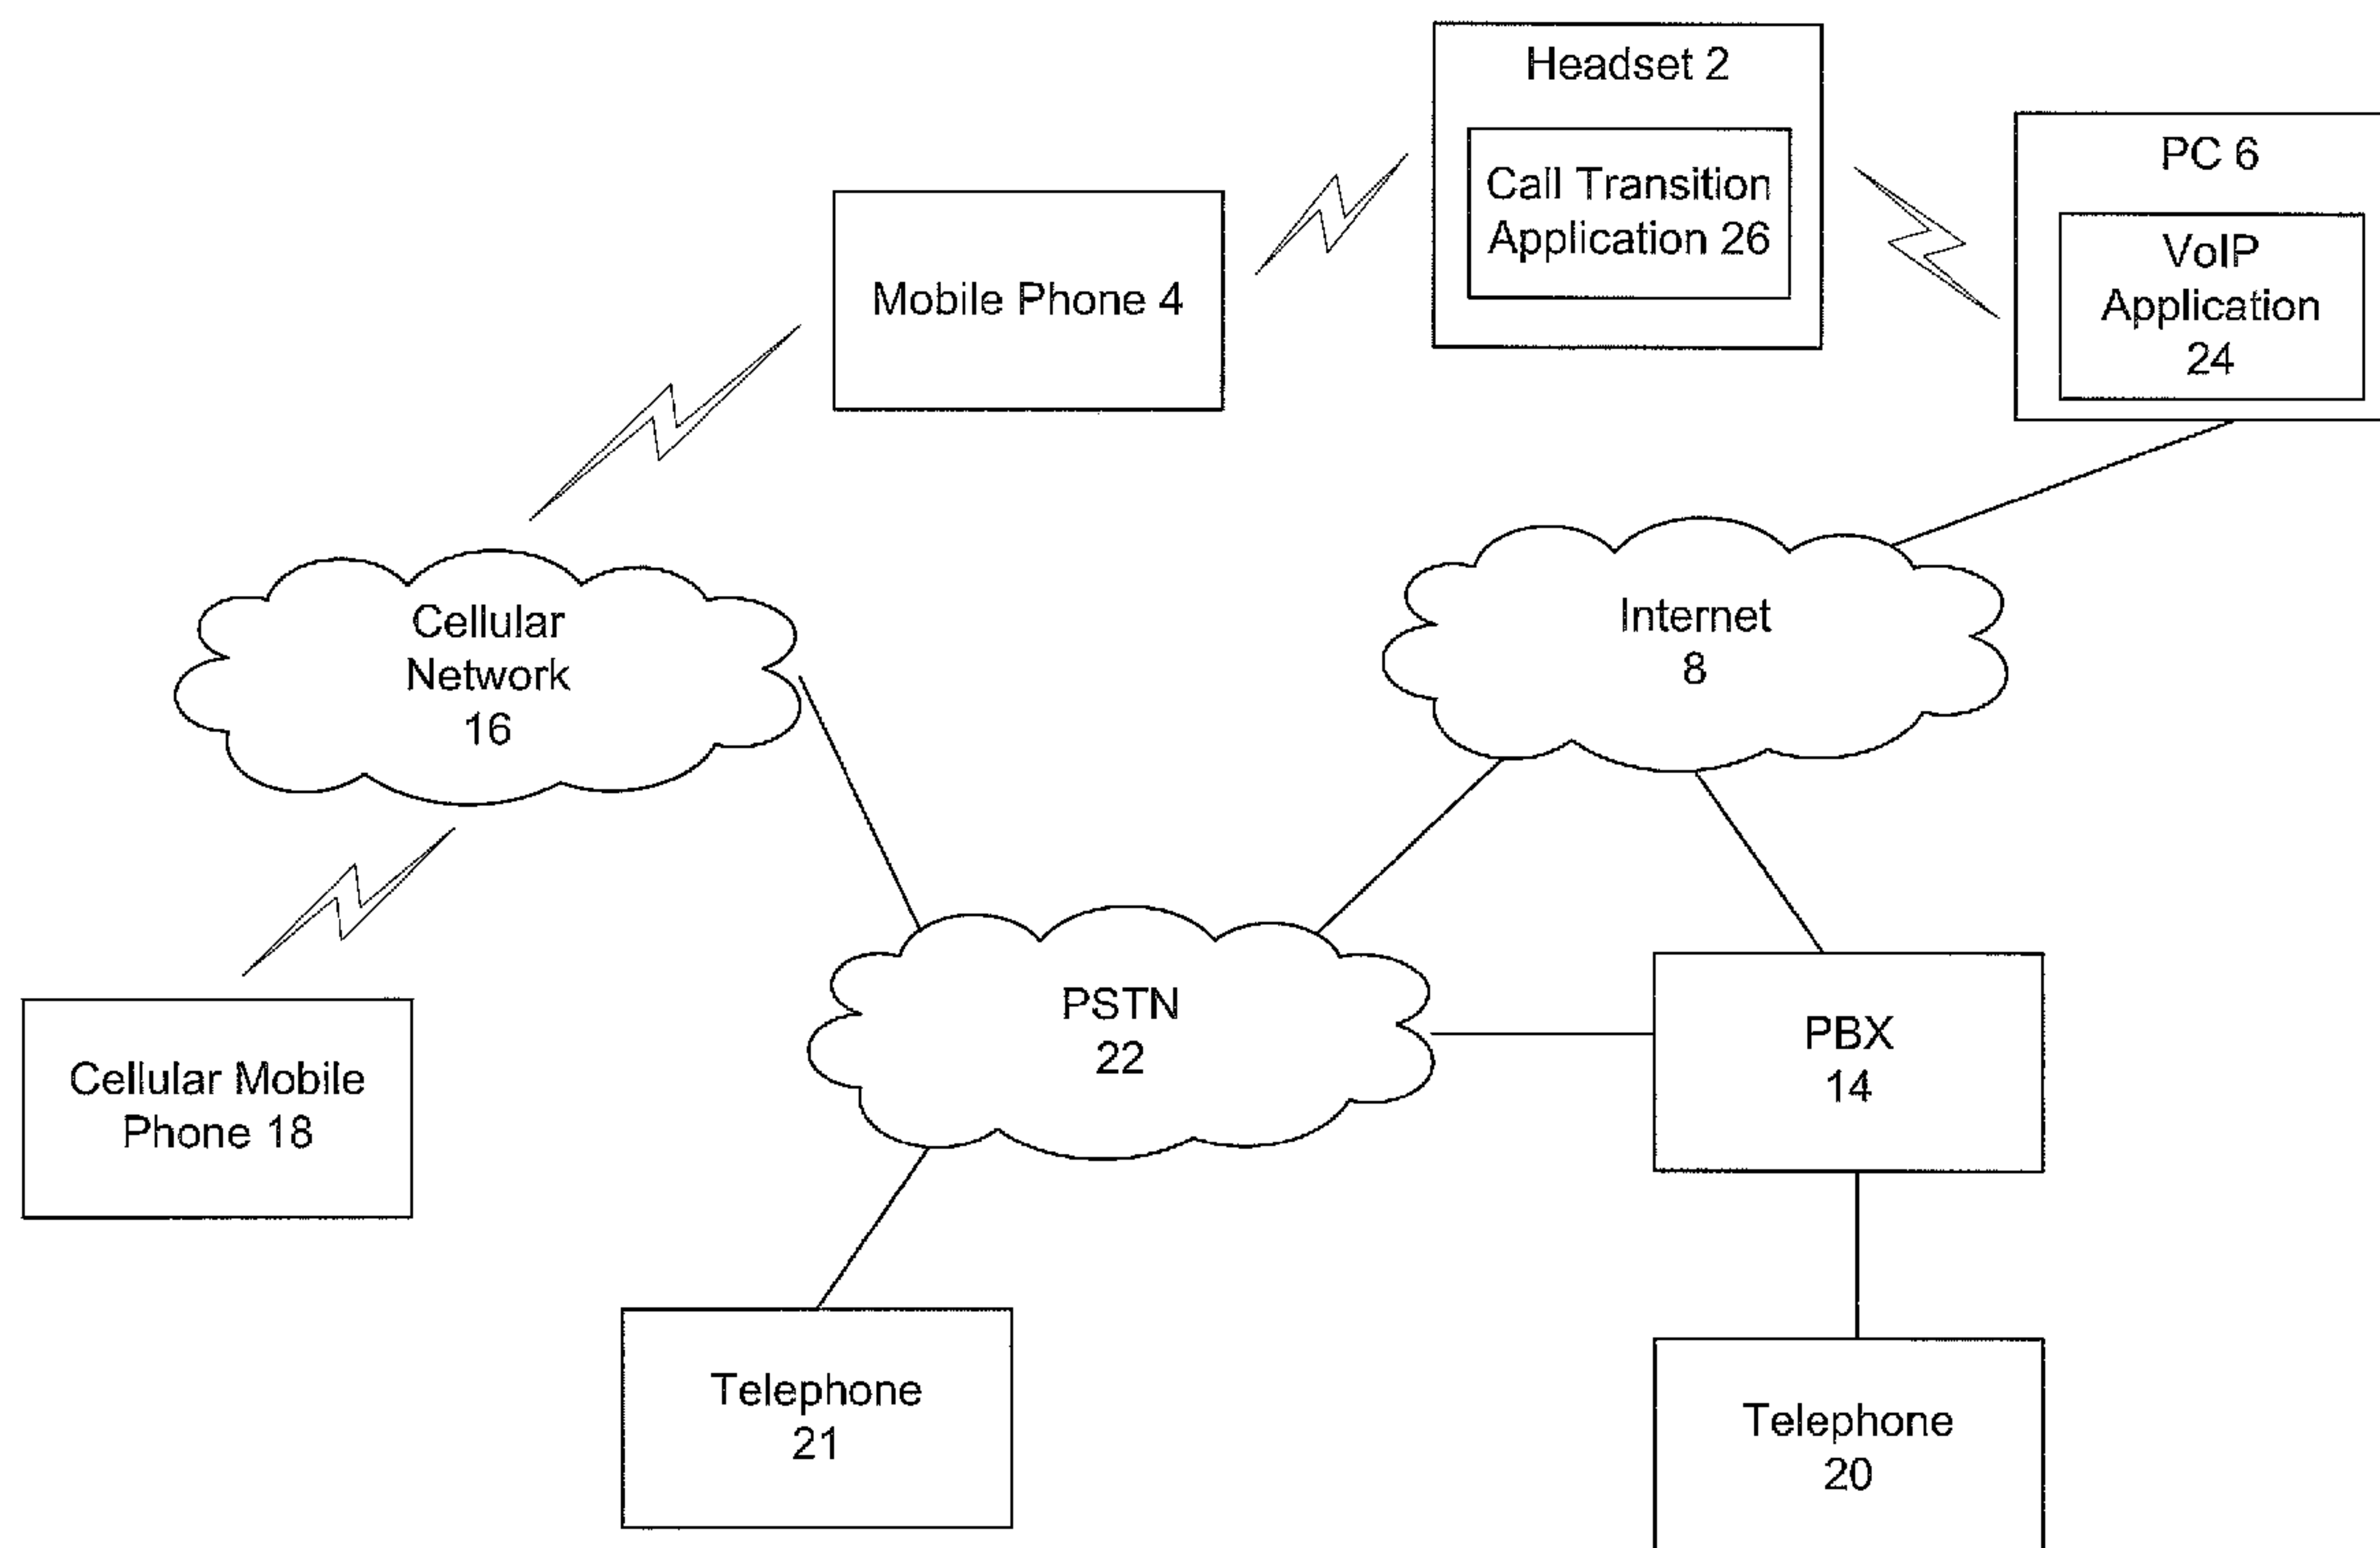 Headset 2
Call Transition
Application 26
PC 6
VoIP
Application
24
Mobile Phone 4
Cellular
Network
16
Internet
8
PSTN
22
PBX
14
Cellular Mobile
Phone 18
Telephone
21
Telephone
20